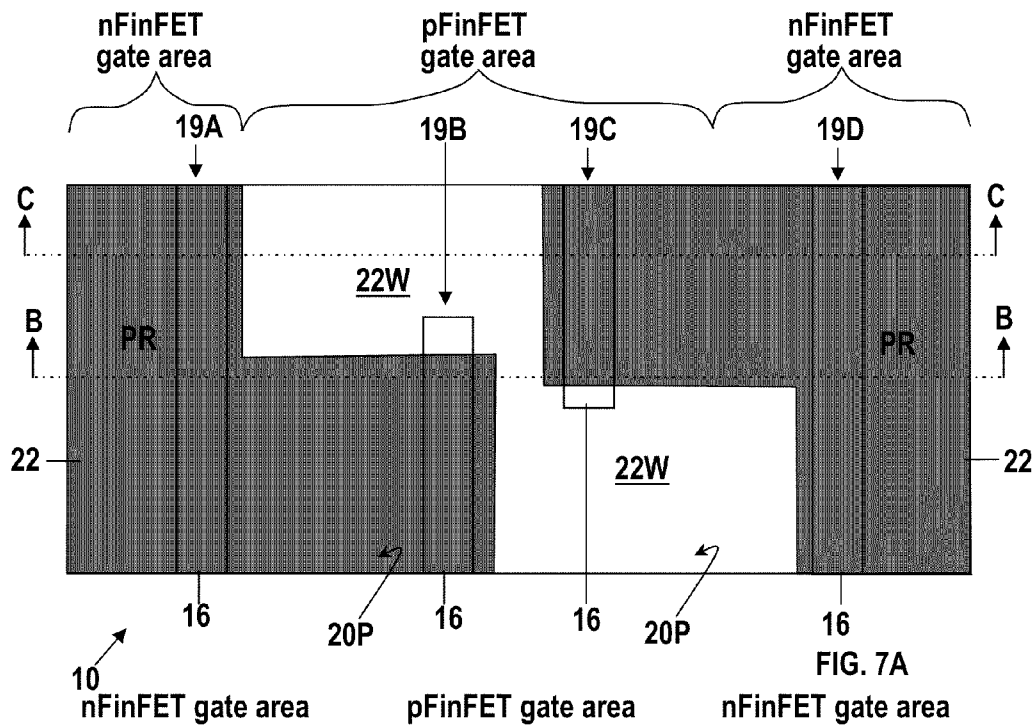 nFinFET
gate area
pFinFET
gate area
nFinFET
gate area
19A
19B
19C
19D
C
C
22W
B
B
PR
PR
22
22W
22
16
20P
16
16
20P
16
10
FIG. 7A
nFinFET gate area
pFinFET gate area
nFinFET gate area